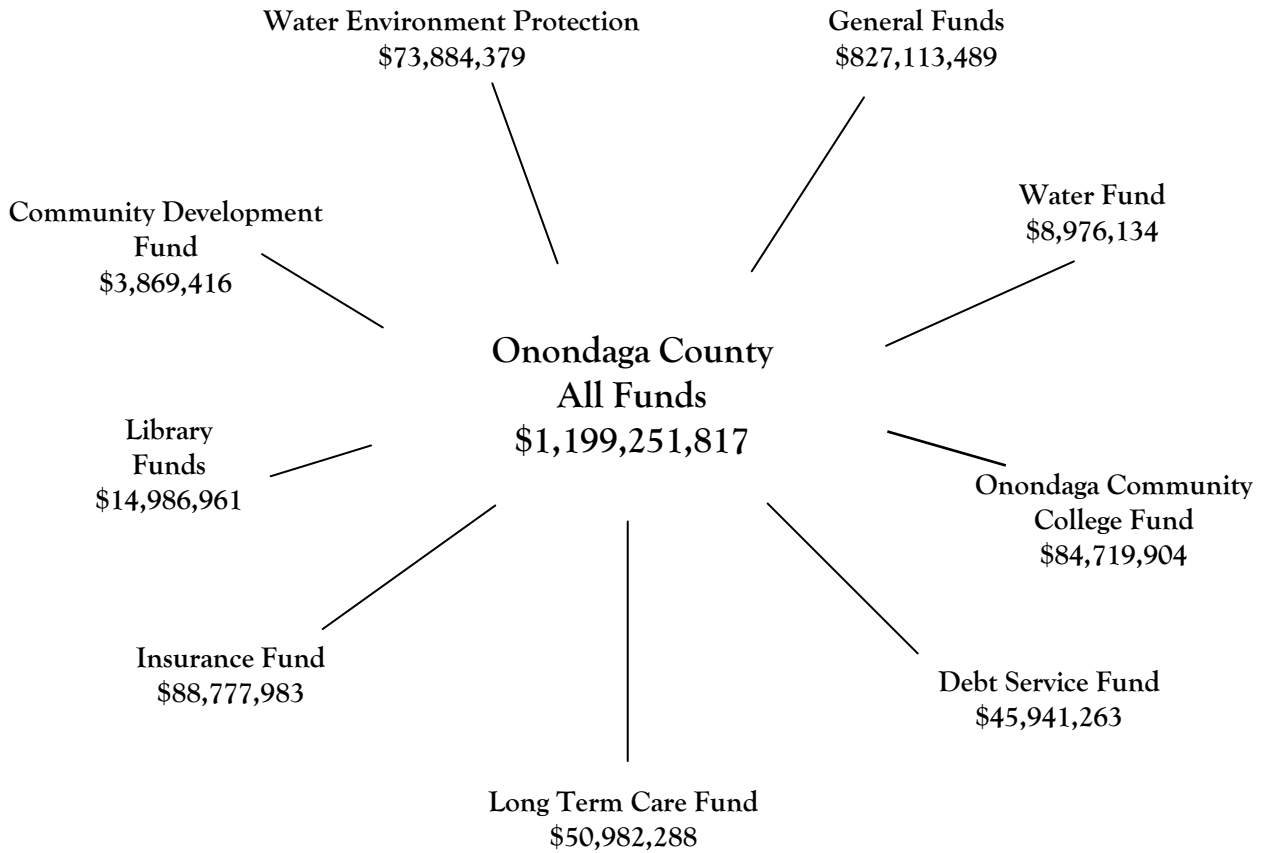 Water Environment Protection
$73,884,379
General Funds
$827,113,489
Water Fund
$8,976,134
Community Development
Fund
$3,869,416
Onondaga County
All Funds
$1,199,251,817
Library
Funds
$14,986,961
Onondaga Community
College Fund
$84,719,904
Insurance Fund
$88,777,983
Debt Service Fund
$45,941,263
Long Term Care Fund
$50,982,288